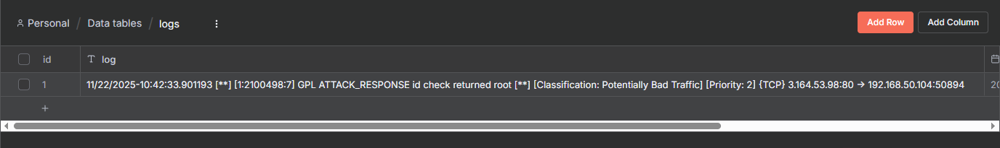 Personal / Data tables / logs
Add Row
Add Column
id
log
1
11/22/2025-10:42:33.901193 [**] [1:2100498:7] GPL ATTACK_RESPONSE id check returned root [**] [Classification: Potentially Bad Traffic] [Priority: 2] {TCP} 3.164.53.98:80 -> 192.168.50.104:50894
20
+